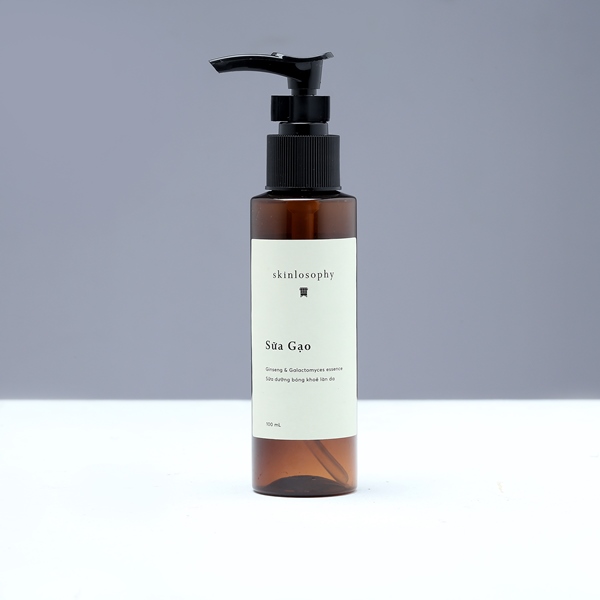 skinlosophy
Sữa Gạo
Ginseng & Galactomyces essence
Sữa dưỡng bóng khoẻ làn da
100 mL